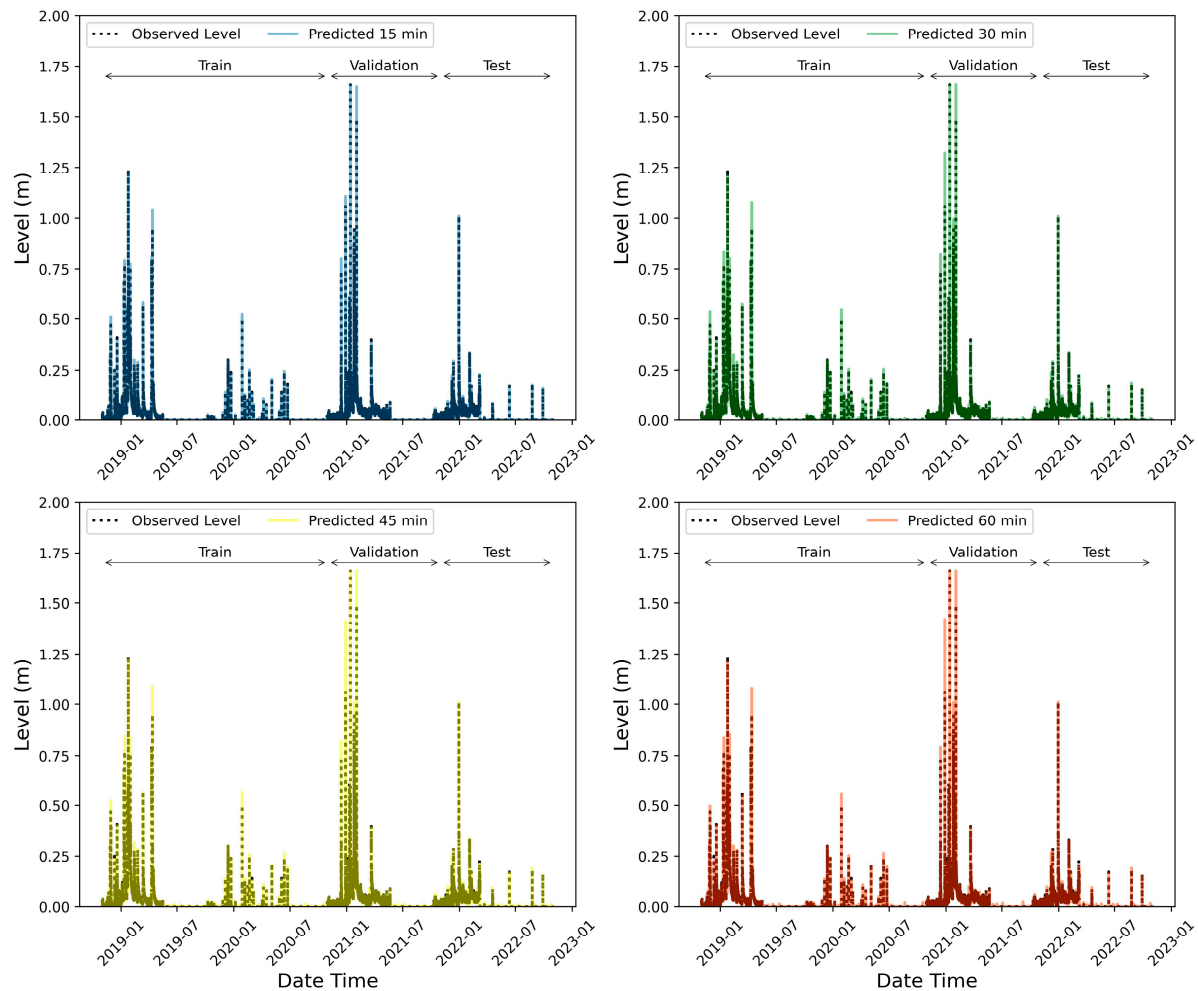 Observed Level Predicted 15 min
Train Validation Test
2.00
1.75
1.50
1.25
1.00
0.75
0.50
0.25
0.00
Level (m)
2019-01 2019-07 2020-01 2020-07 2021-01 2021-07 2022-01 2022-07 2023-01
Observed Level Predicted 30 min
Train Validation Test
2.00
1.75
1.50
1.25
1.00
0.75
0.50
0.25
0.00
Level (m)
2019-01 2019-07 2020-01 2020-07 2021-01 2021-07 2022-01 2022-07 2023-01
Observed Level Predicted 45 min
Train Validation Test
2.00
1.75
1.50
1.25
1.00
0.75
0.50
0.25
0.00
Level (m)
2019-01 2019-07 2020-01 2020-07 2021-01 2021-07 2022-01 2022-07 2023-01
Date Time
Observed Level Predicted 60 min
Train Validation Test
2.00
1.75
1.50
1.25
1.00
0.75
0.50
0.25
0.00
Level (m)
2019-01 2019-07 2020-01 2020-07 2021-01 2021-07 2022-01 2022-07 2023-01
Date Time